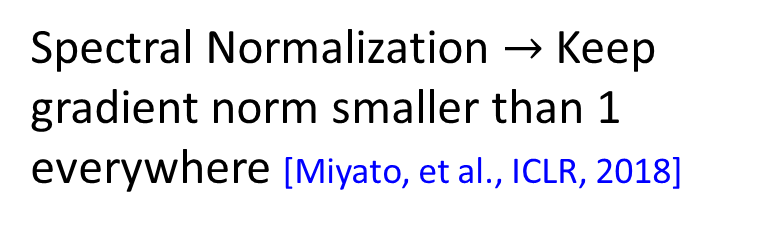 Spectral Normalization → Keep
gradient norm smaller than 1
everywhere [Miyato, et al., ICLR, 2018]